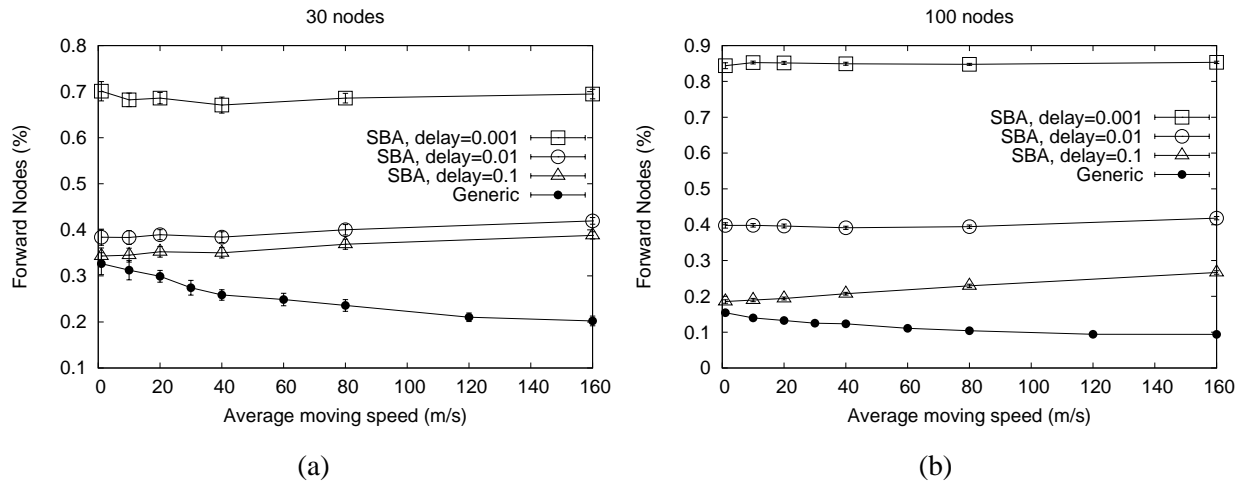 30 nodes
0.8
0.7
0.6
0.5
0.4
0.3
0.2
0.1
Forward Nodes (%)
SBA, delay=0.001
SBA, delay=0.01
SBA, delay=0.1
Generic
0 20 40 60 80 100 120 140 160
Average moving speed (m/s)
(a)
100 nodes
0.9
0.8
0.7
0.6
0.5
0.4
0.3
0.2
0.1
0
Forward Nodes (%)
SBA, delay=0.001
SBA, delay=0.01
SBA, delay=0.1
Generic
0 20 40 60 80 100 120 140 160
Average moving speed (m/s)
(b)